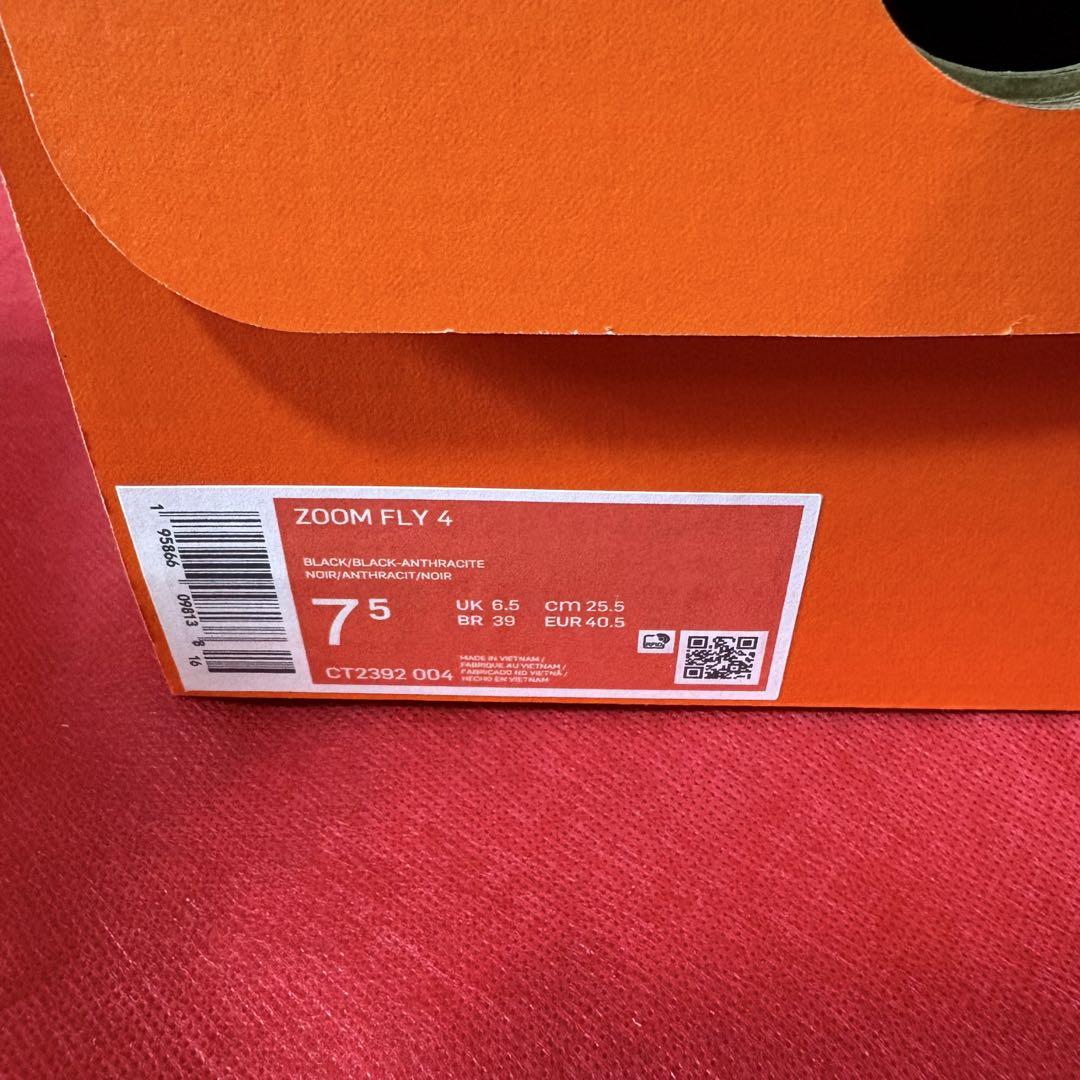 ZOOM FLY 4
BLACK/BLACK-ANTHRACITE
NOIR/ANTHRACIT/NOIR
7 5
UK 6.5 cm 25.5
BR 39 EUR 40.5
CT2392 004
MADE IN VIETNAM /
FABRIQUE AU VIETNAM /
FABRICADO NO VIETNÃ /
HECHO EN VIETNAM
1 95866 09813 8 16